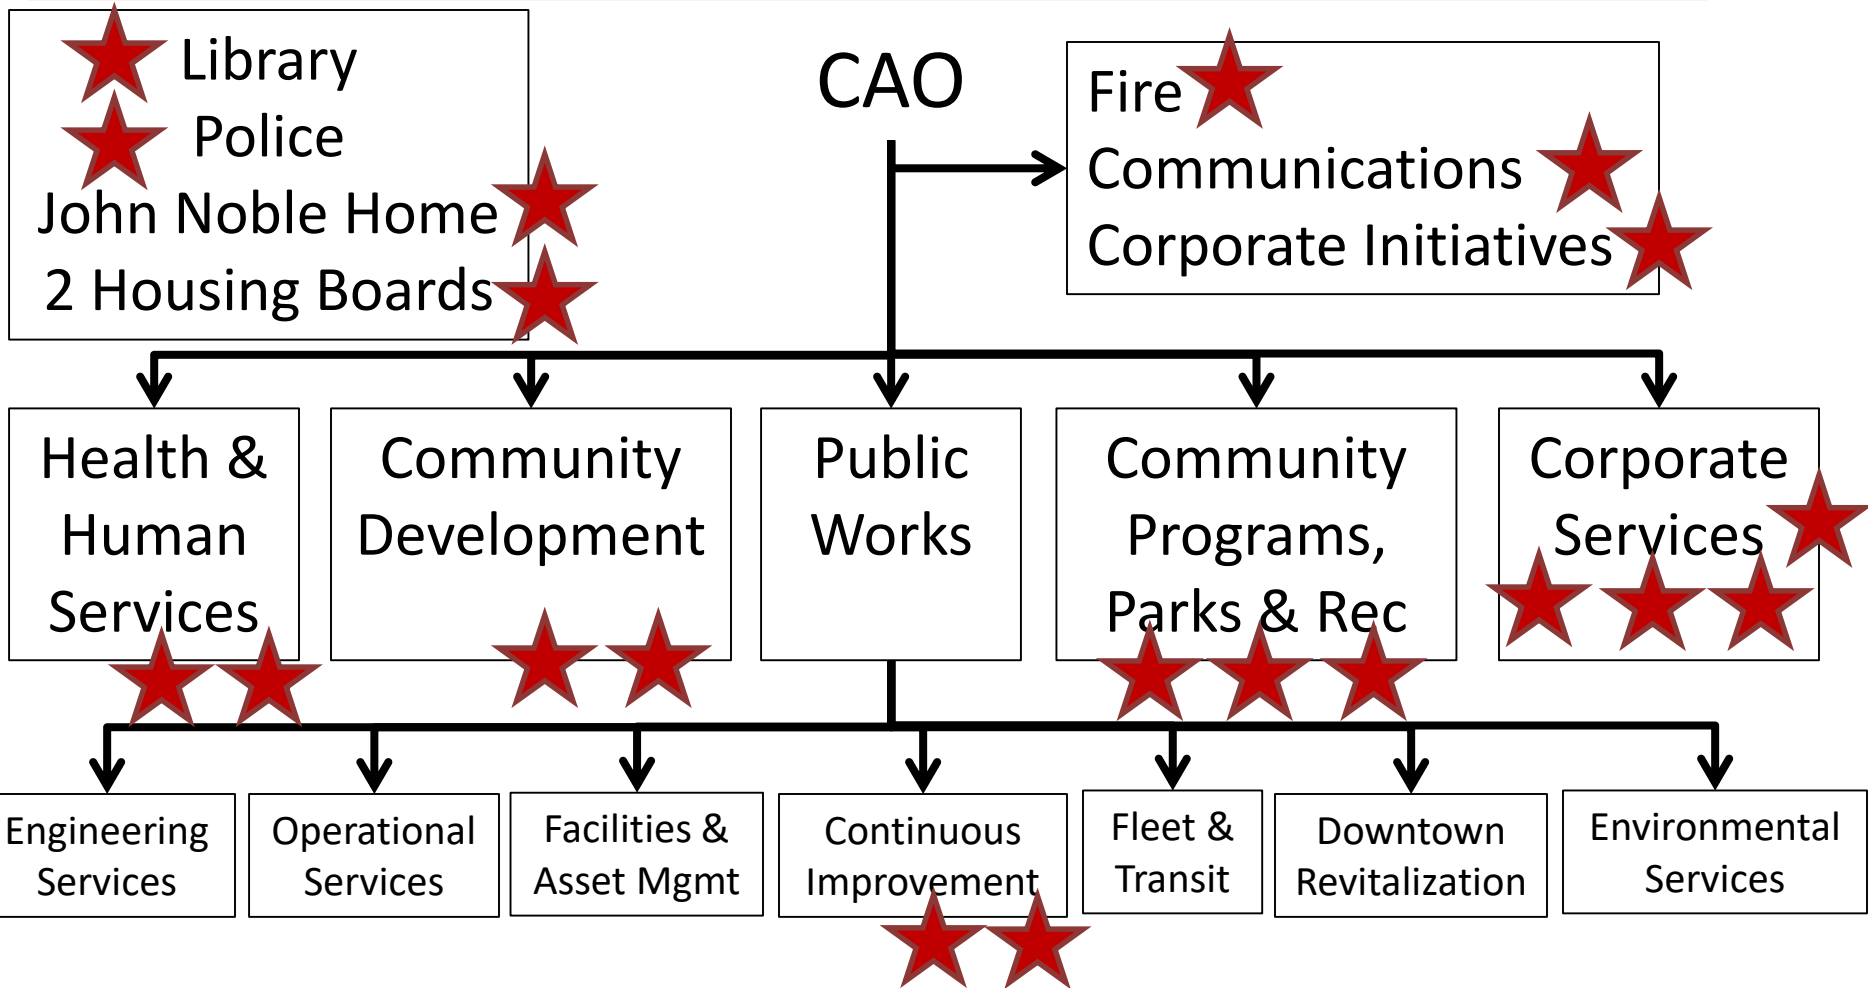 Library
Police
John Noble Home
2 Housing Boards
CAO
Fire
Communications
Corporate Initiatives
Health &
Human
Services
Community
Development
Public
Works
Community
Programs,
Parks & Rec
Corporate
Services
Engineering
Services
Operational
Services
Facilities &
Asset Mgmt
Continuous
Improvement
Fleet &
Transit
Downtown
Revitalization
Environmental
Services